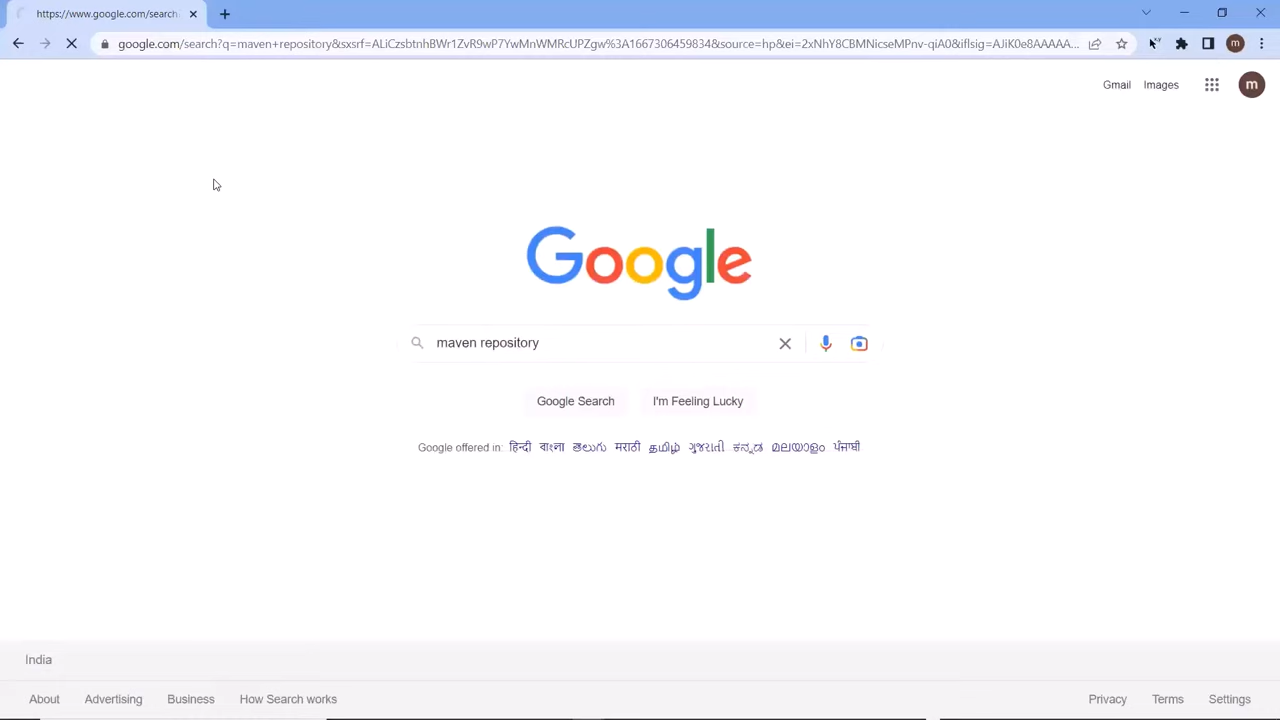 https://www.google.com/search
google.com/search?q=maven+repository&sxsrf=ALiCzsbtnhBWr1ZvR9wP7YwMnWMRcUPZgw%3A1667306459834&source=hp&ei=2xNhY8CBMNicseMPnv-qiA0&iflsig=AJiK0e8AAAAA...
m
Gmail Images
m
Google
maven repository
Google Search I'm Feeling Lucky
Google offered in: हिन्दी বাংলা తెలుగు मराठी தமிழ் ગુજરાતી ಕನ್ನಡ മലയാളം ਪੰਜਾਬੀ
India
About Advertising Business How Search works Privacy Terms Settings